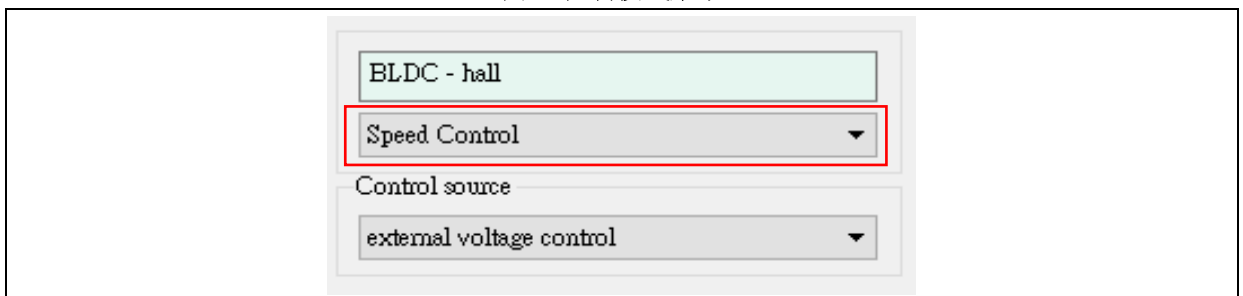 BLDC - hall
Speed Control
Control source
external voltage control